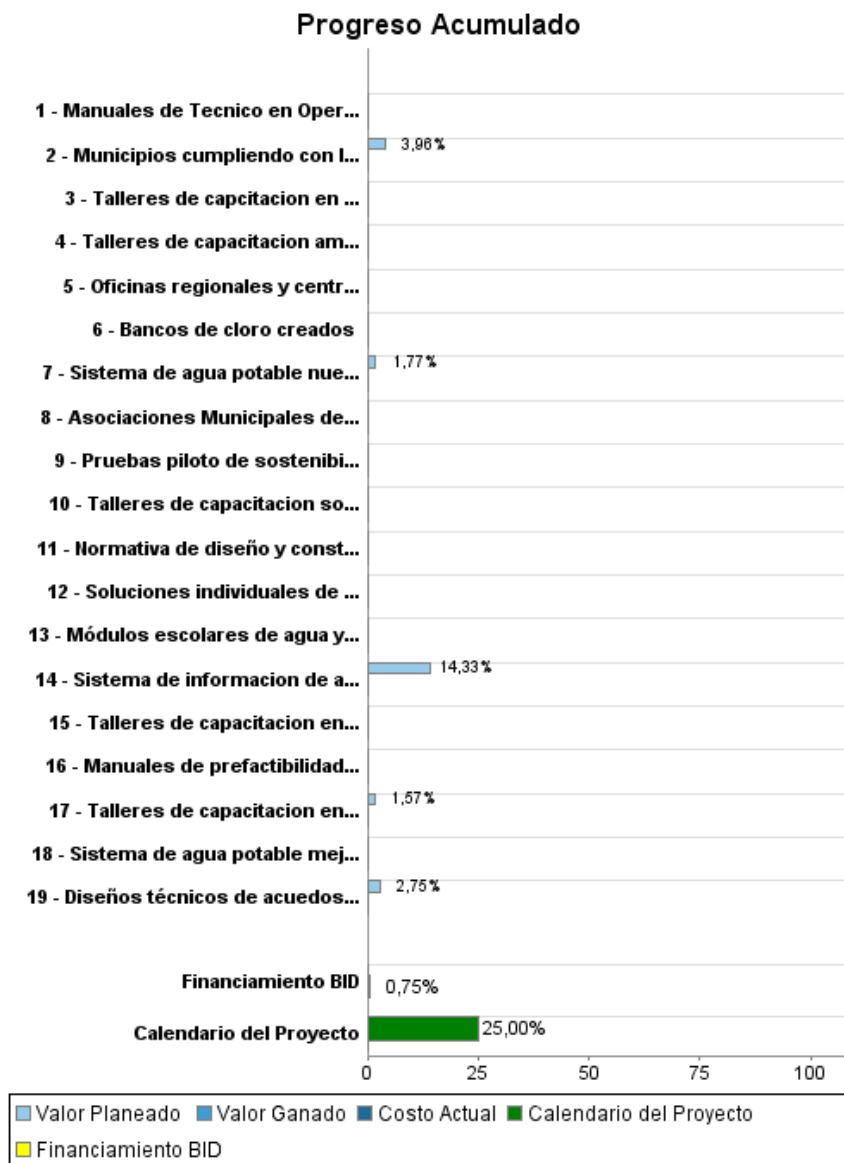 Progreso Acumulado
1 - Manuales de Tecnico en Oper...
3,96%
2 - Municipios cumpliendo con l...
3 - Talleres de capcitacion en ...
4 - Talleres de capacitacion am...
5 - Oficinas regionales y centr...
6 - Bancos de cloro creados
1,77%
7 - Sistema de agua potable nue...
8 - Asociaciones Municipales de...
9 - Pruebas piloto de sostenibi...
10 - Talleres de capacitacion so...
11 - Normativa de diseño y const...
12 - Soluciones individuales de ...
13 - Módulos escolares de agua y...
14,33%
14 - Sistema de informacion de a...
15 - Talleres de capacitacion en...
16 - Manuales de prefactibilidad...
1,57%
17 - Talleres de capacitacion en...
18 - Sistema de agua potable mej...
2,75%
19 - Diseños técnicos de acuedos...
Financiamiento BID 0,75%
Calendario del Proyecto 25,00%
0 25 50 75 100
Valor Planeado Valor Ganado Costo Actual Calendario del Proyecto
Financiamiento BID